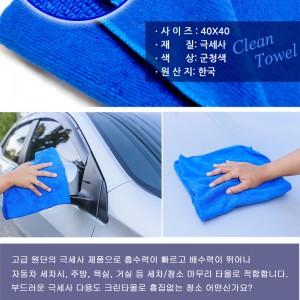 · 사 이 즈 : 40X40
· 재 질: 극세사
· 색 상 : 군청색
· 원 산 지: 한국
Clean
Towel
고급 원단의 극세사 제품으로 흡수력이 빠르고 배수력이 뛰어나
자동차 세차시, 주방, 욕실, 거실 등 세차/청소 마무리 타올로 적합합니다.
부드러운 극세사 다용도 크린타올로 흠집없는 청소 어떤신가요?